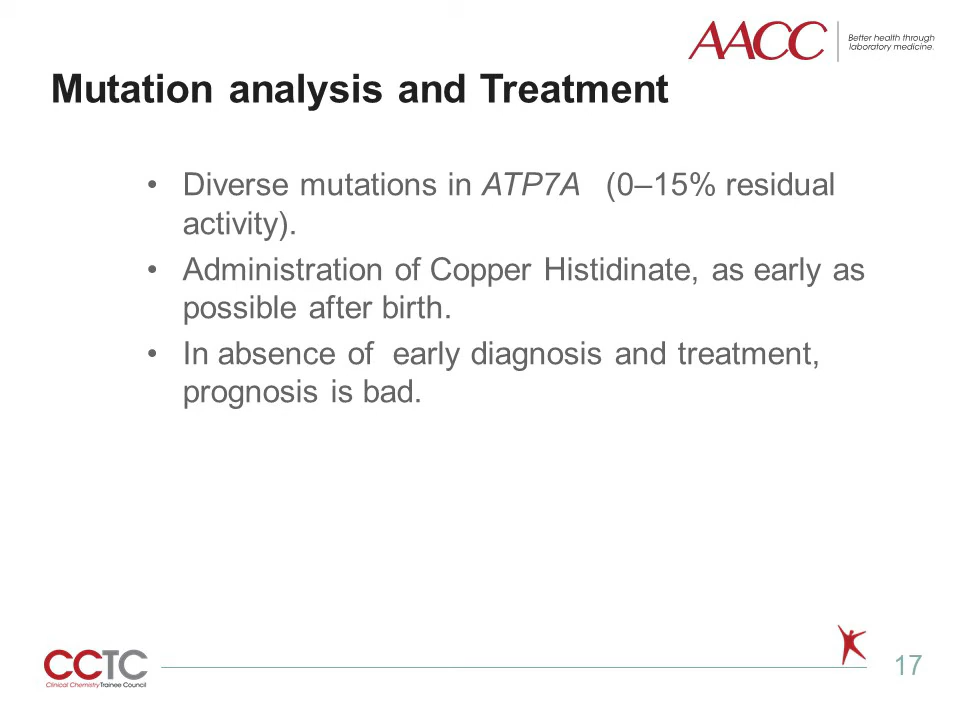 AACC
Better health through
laboratory medicine.
Mutation analysis and Treatment
• Diverse mutations in ATP7A (0–15% residual
activity).
• Administration of Copper Histidinate, as early as
possible after birth.
• In absence of early diagnosis and treatment,
prognosis is bad.
CCTC
Clinical Chemistry Trainee Council
17